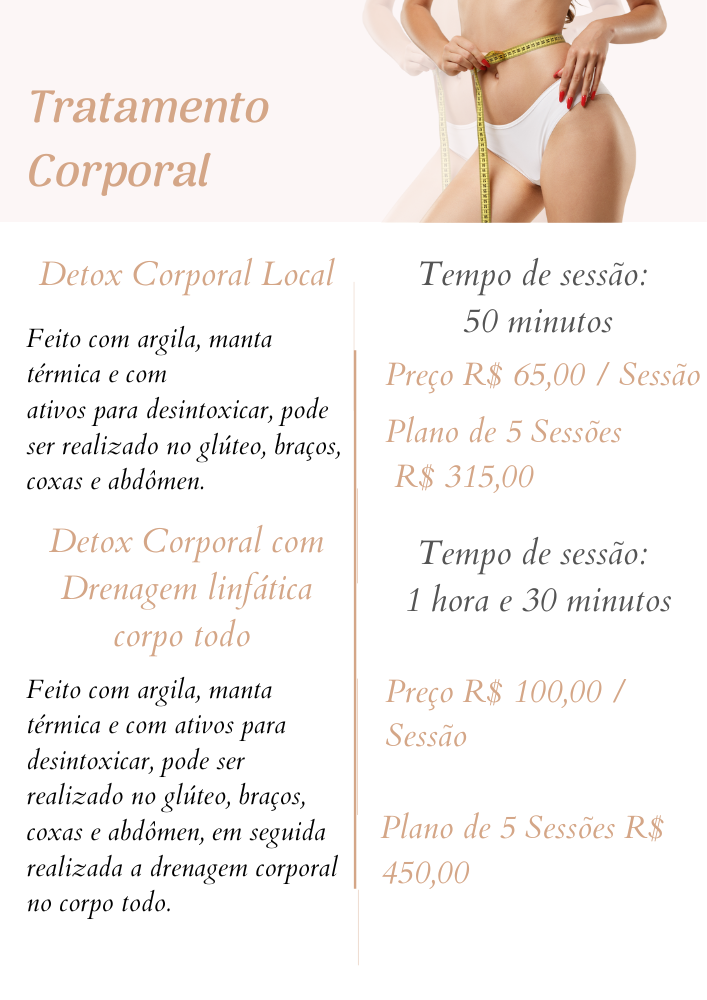 Tratamento
Corporal
Detox Corporal Local
Feito com argila, manta
térmica e com
ativos para desintoxicar, pode
ser realizado no glúteo, braços,
coxas e abdômen.
Tempo de sessão:
50 minutos
Preço R$ 65,00 / Sessão
Plano de 5 Sessões
R$ 315,00
Detox Corporal com
Drenagem linfática
corpo todo
Feito com argila, manta
térmica e com ativos para
desintoxicar, pode ser
realizado no glúteo, braços,
coxas e abdômen, em seguida
realizada a drenagem corporal
no corpo todo.
Tempo de sessão:
1 hora e 30 minutos
Preço R$ 100,00 /
Sessão
Plano de 5 Sessões R$
450,00